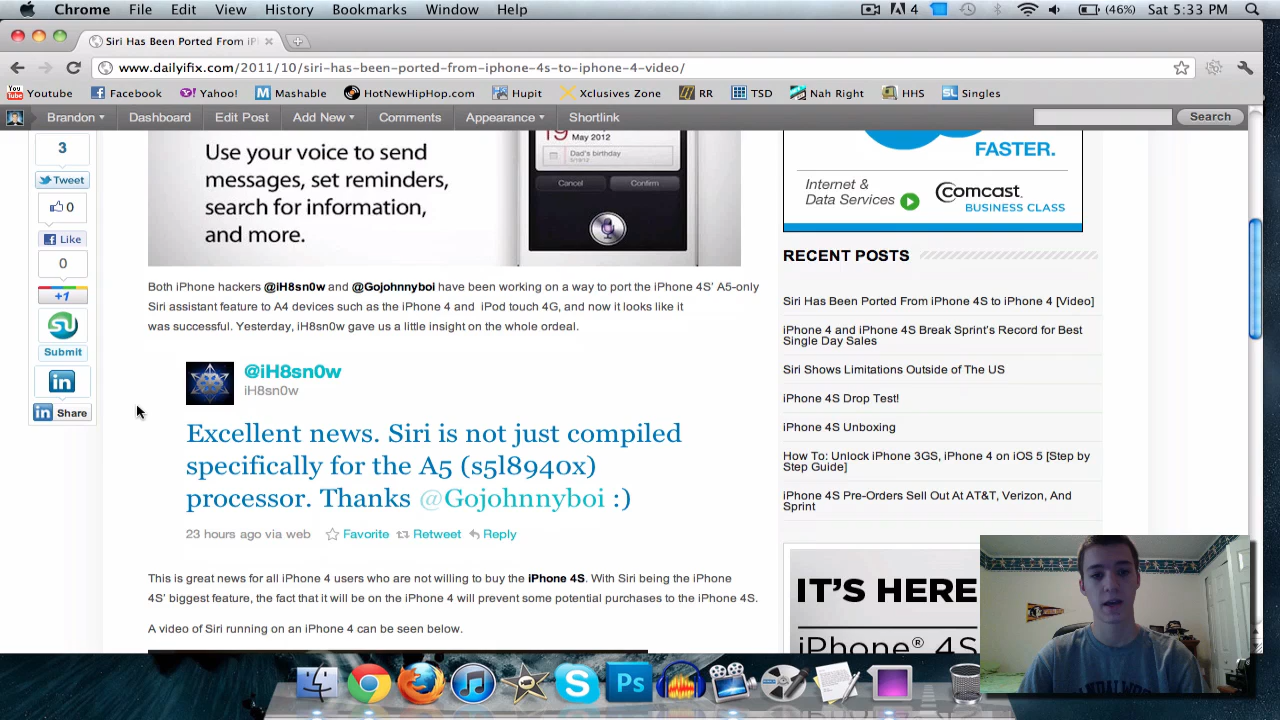 Chrome File Edit View History Bookmarks Window Help 4 (46%) Sat 5:33 PM
Siri Has Been Ported From iP
www.dailyifix.com/2011/10/siri-has-been-ported-from-iphone-4s-to-iphone-4-video/
You Tube Youtube Facebook Yahoo! Mashable HotNewHipHop.com Hupit Xclusives Zone RR TSD Nah Right HHS Singles
Brandon Dashboard Edit Post Add New Comments Appearance Shortlink Search
3
Tweet
0
Like
0
+1
Submit
in
in Share
Use your voice to send
messages, set reminders,
search for information,
and more.
19 May 2012
Dad's birthday
Cancel Confirm
Both iPhone hackers @iH8sn0w and @Gojohnnyboi have been working on a way to port the iPhone 4S' A5-only
Siri assistant feature to A4 devices such as the iPhone 4 and iPod touch 4G, and now it looks like it
was successful. Yesterday, iH8sn0w gave us a little insight on the whole ordeal.
@iH8sn0w
iH8sn0w
Excellent news. Siri is not just compiled
specifically for the A5 (s5l8940x)
processor. Thanks @Gojohnnyboi :)
23 hours ago via web Favorite Retweet Reply
This is great news for all iPhone 4 users who are not willing to buy the iPhone 4S. With Siri being the iPhone
4S' biggest feature, the fact that it will be on the iPhone 4 will prevent some potential purchases to the iPhone 4S.
A video of Siri running on an iPhone 4 can be seen below.
FASTER.
Internet &
Data Services
Comcast
BUSINESS CLASS
RECENT POSTS
Siri Has Been Ported From iPhone 4S to iPhone 4 [Video]
iPhone 4 and iPhone 4S Break Sprint's Record for Best
Single Day Sales
Siri Shows Limitations Outside of The US
iPhone 4S Drop Test!
iPhone 4S Unboxing
How To: Unlock iPhone 3GS, iPhone 4 on iOS 5 [Step by
Step Guide]
iPhone 4S Pre-Orders Sell Out At AT&T, Verizon, And
Sprint
IT'S HERE
iPhone® 4S
Ps